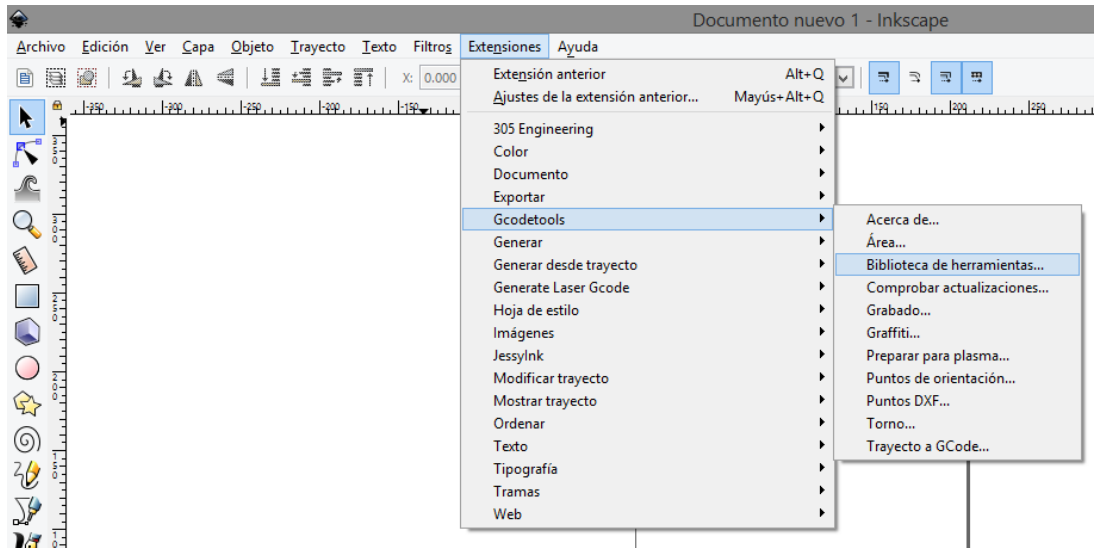 Documento nuevo 1 - Inkscape
Archivo Edición Ver Capa Objeto Trayecto Texto Filtros Extensiones Ayuda
X: 0.000
Extensión anterior Alt+Q
Ajustes de la extensión anterior... Mayús+Alt+Q
305 Engineering
Color
Documento
Exportar
Gcodetools
Generar
Generar desde trayecto
Generate Laser Gcode
Hoja de estilo
Imágenes
JessyInk
Modificar trayecto
Mostrar trayecto
Ordenar
Texto
Tipografía
Tramas
Web
Acerca de...
Área...
Biblioteca de herramientas...
Comprobar actualizaciones...
Grabado...
Graffiti...
Preparar para plasma...
Puntos de orientación...
Puntos DXF...
Torno...
Trayecto a GCode...